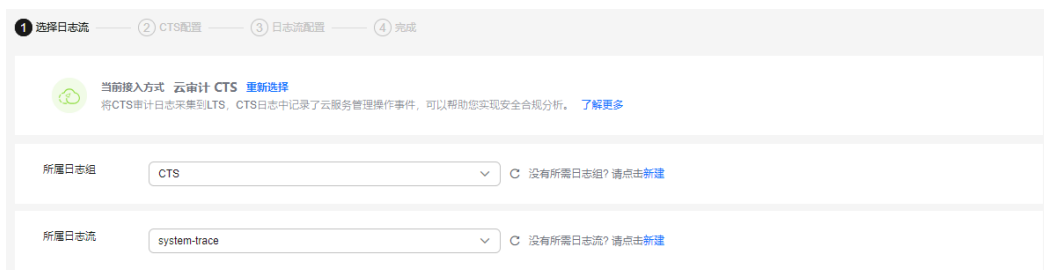 1 选择日志流 2 CTS配置 3 日志流配置 4 完成
当前接入方式 云审计 CTS 重新选择
将CTS审计日志采集到LTS，CTS日志中记录了云服务管理操作事件，可以帮助您实现安全合规分析。 了解更多
所属日志组 CTS 没有所需日志组? 请点击新建
所属日志流 system-trace 没有所需日志流? 请点击新建